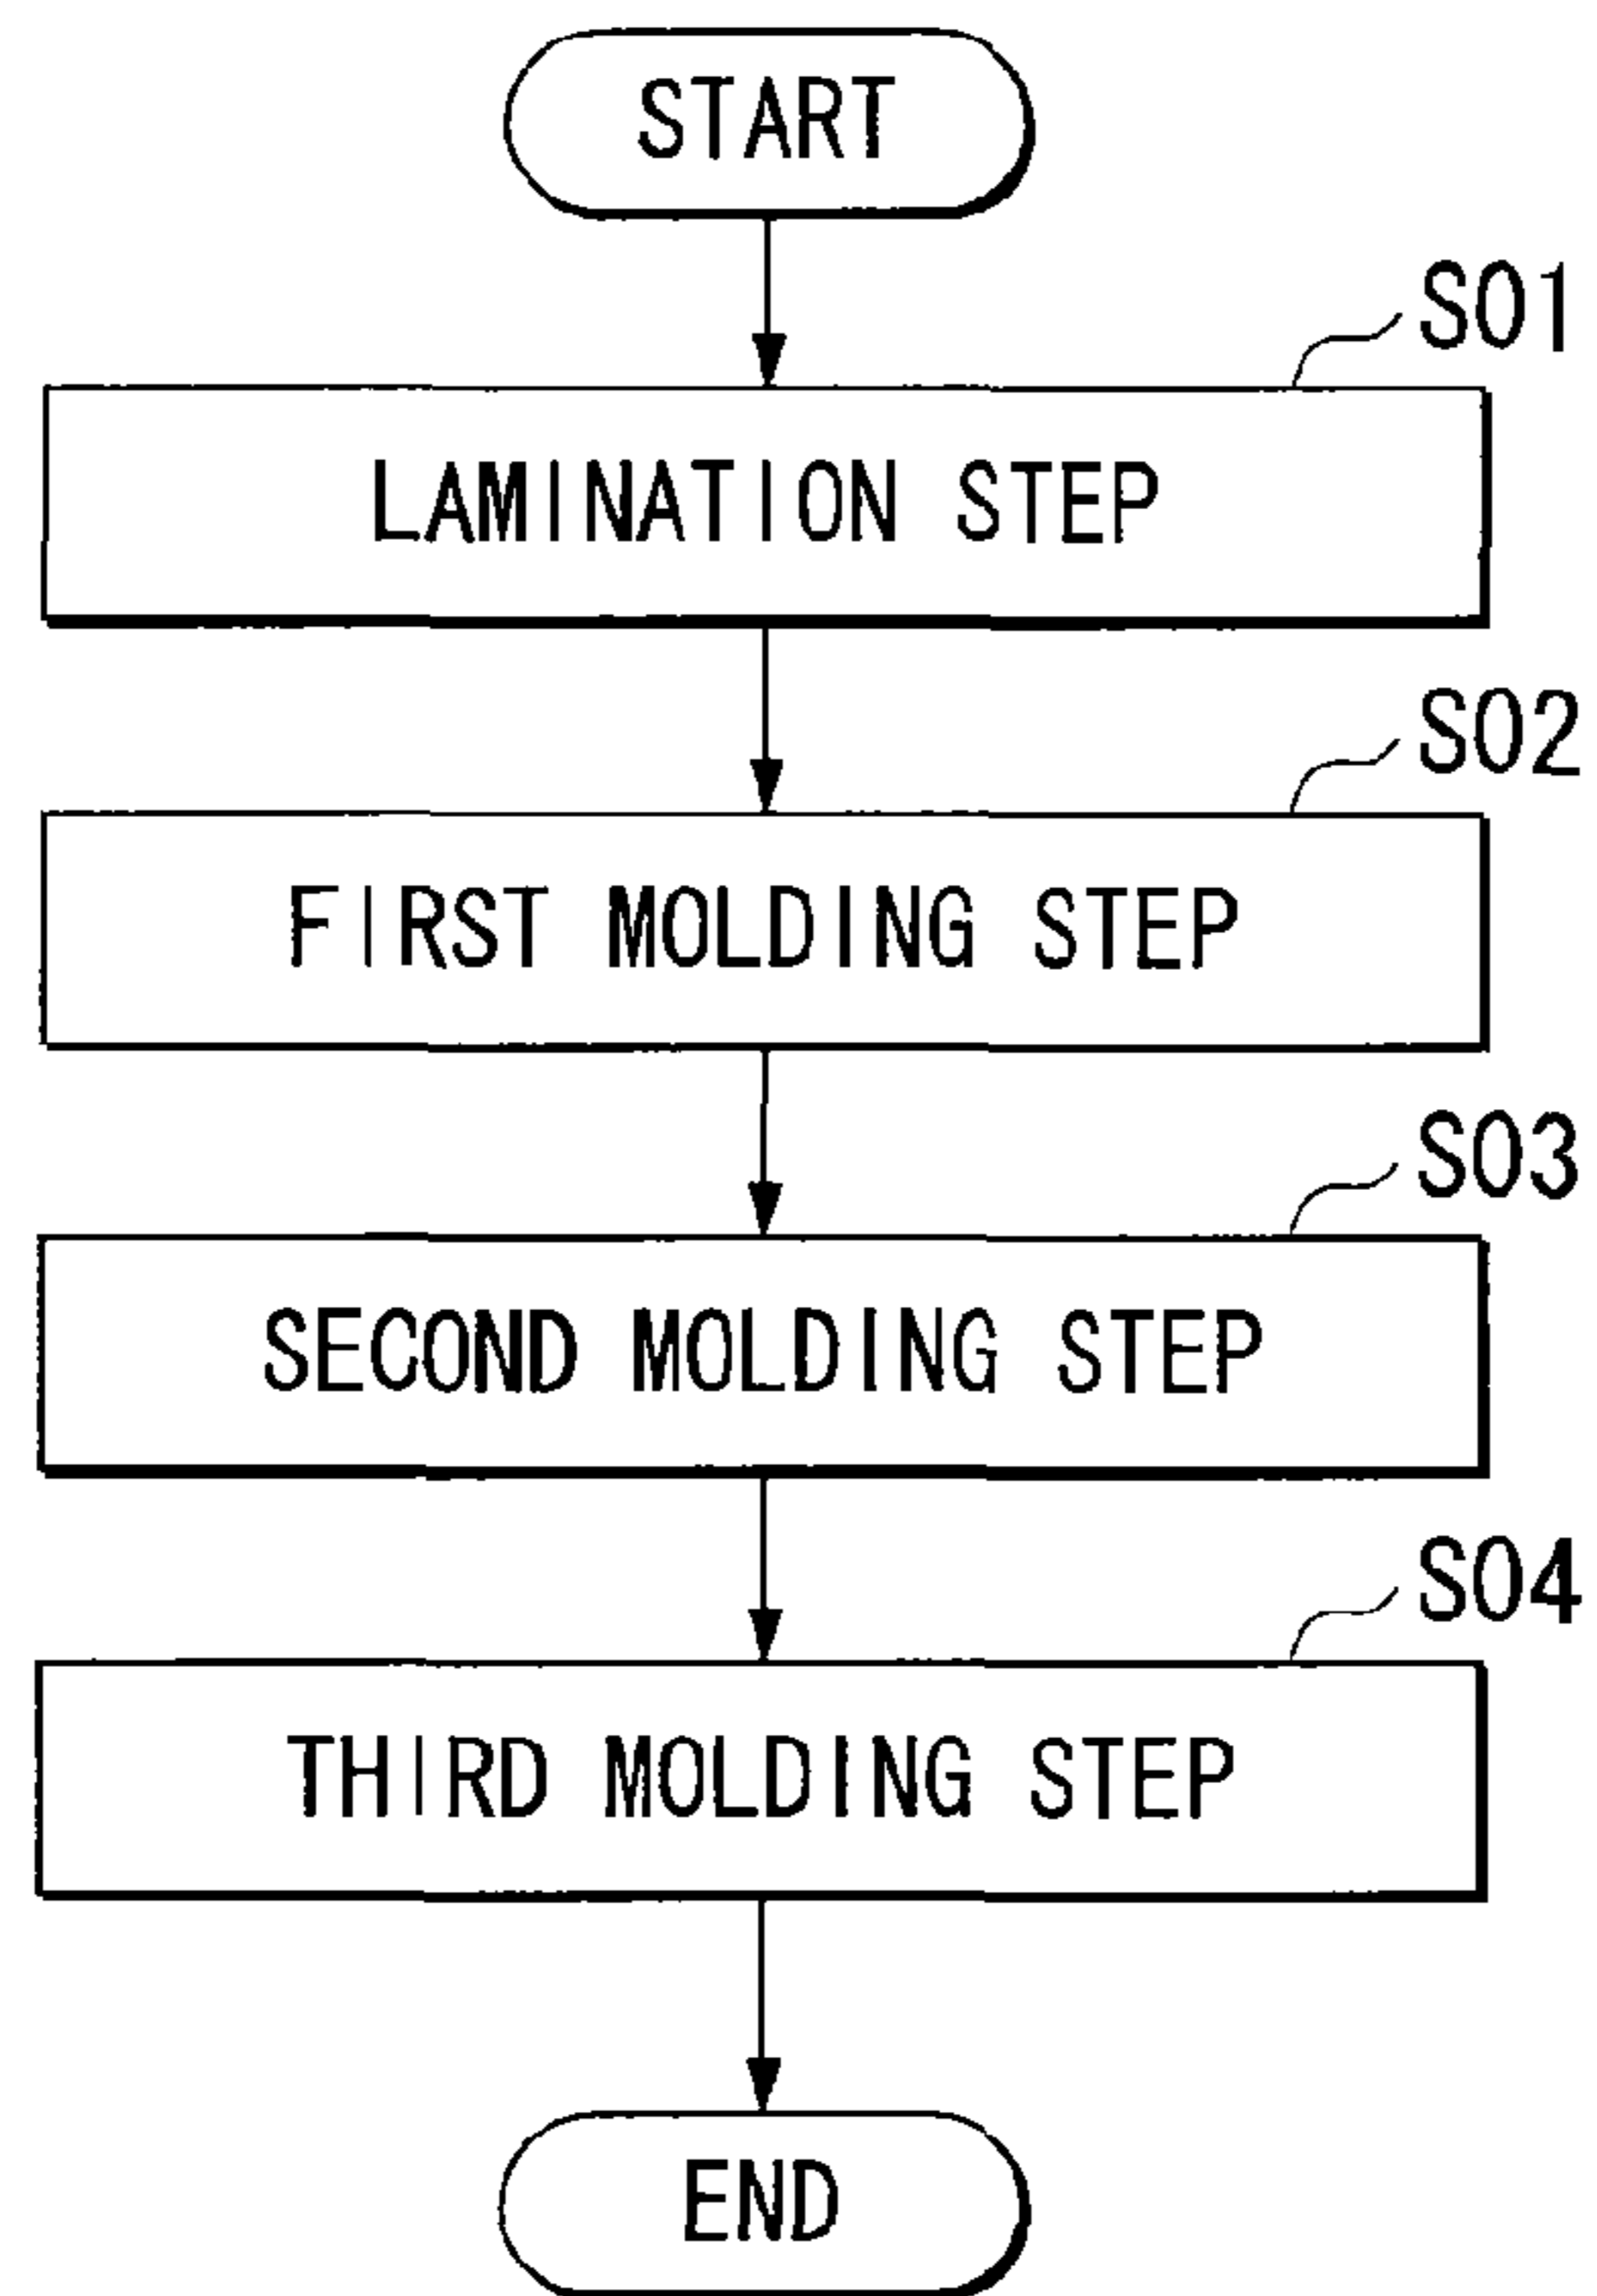 START
S01
LAMINATION STEP
S02
FIRST MOLDING STEP
S03
SECOND MOLDING STEP
S04
THIRD MOLDING STEP
END